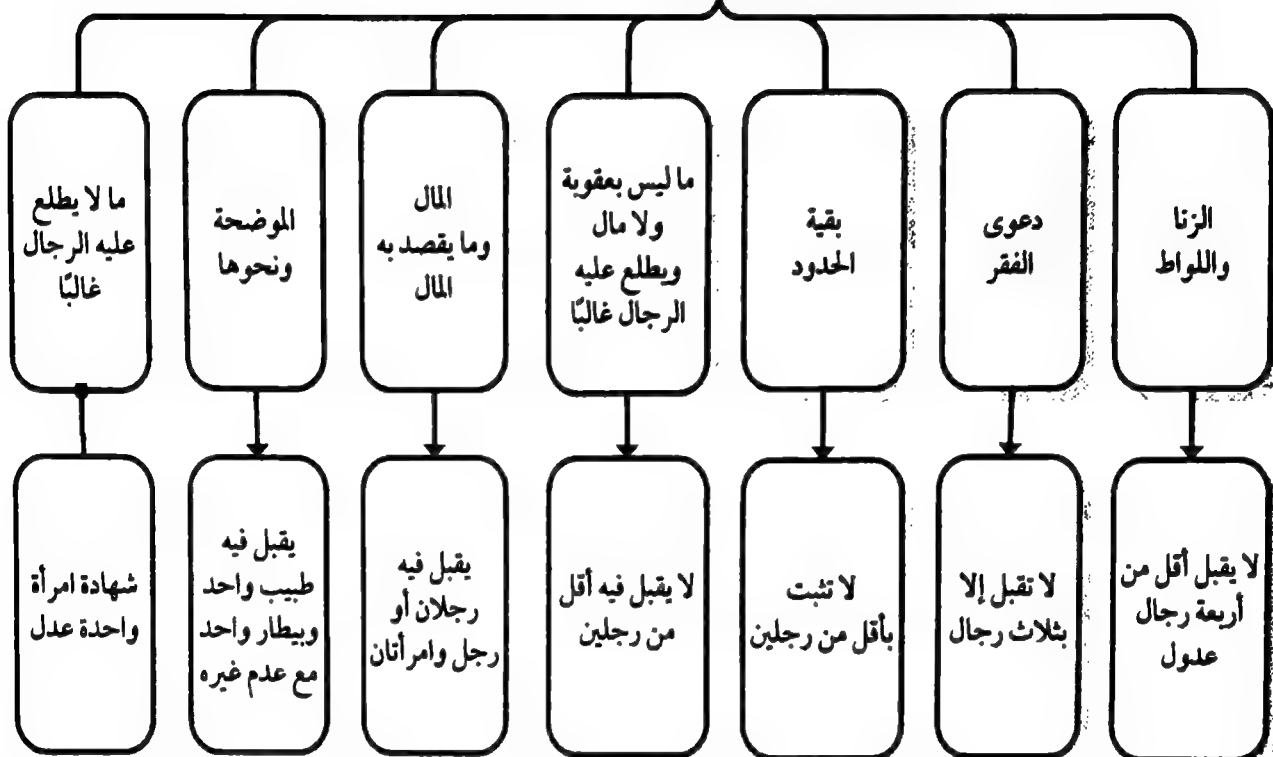 الزنا
واللواط
دعوى
الفقر
بقية
الحدود
ما ليس بعقوبة
ولا مال
ويطلع عليه
الرجال غالبًا
المال
وما يقصد به
المال
الموضحة
ونحوها
ما لا يطلع
عليه الرجال
غالبًا
لا يقبل أقل من
أربعة رجال
عدول
لا تقبل إلا
بثلاث رجال
لا تثبت
بأقل من رجلين
لا يقبل فيه أقل
من رجلين
يقبل فيه
رجلان أو
رجل وامرأتان
يقبل فيه
طبيب واحد
وبيطار واحد
مع عدم غيره
شهادة امرأة
واحدة عدل